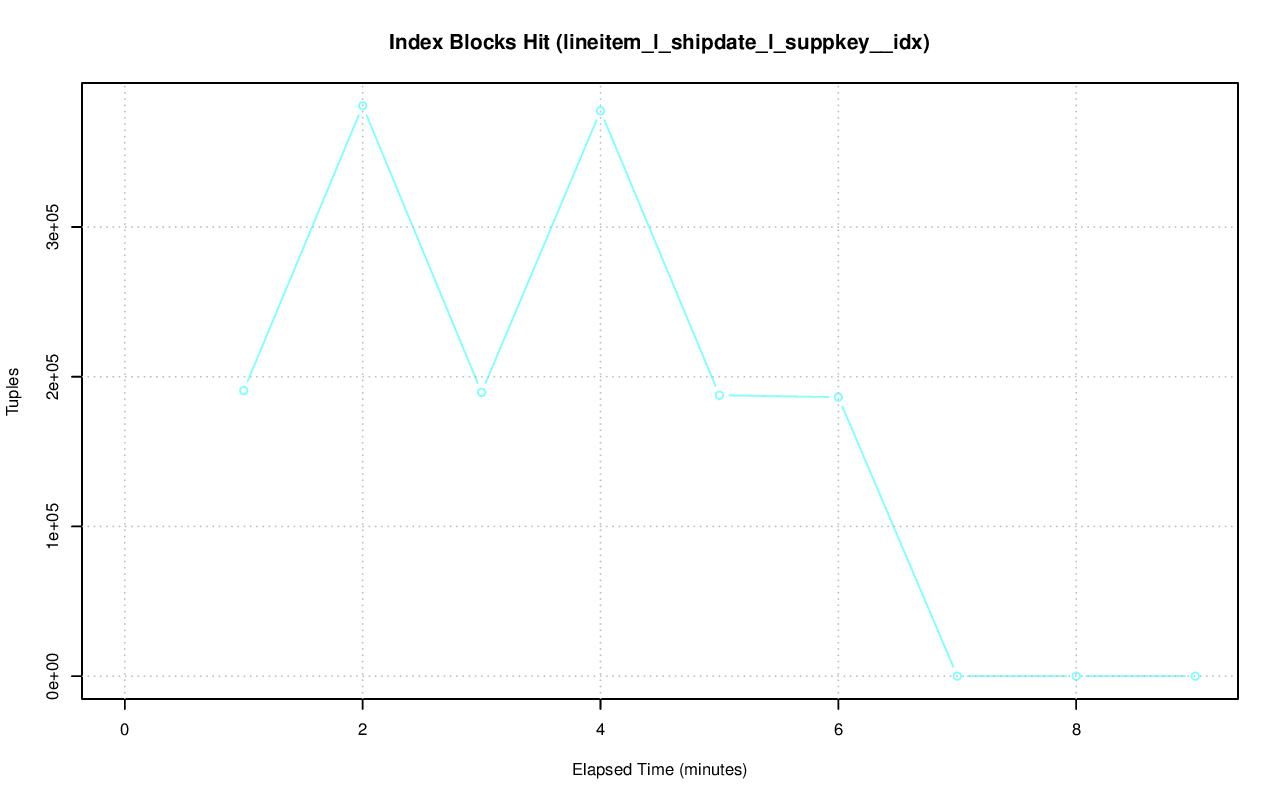 Index Blocks Hit (lineitem_l_shipdate_l_suppkey__idx)
3e+05
2e+05
1e+05
0e+00
Tuples
0 2 4 6 8
Elapsed Time (minutes)